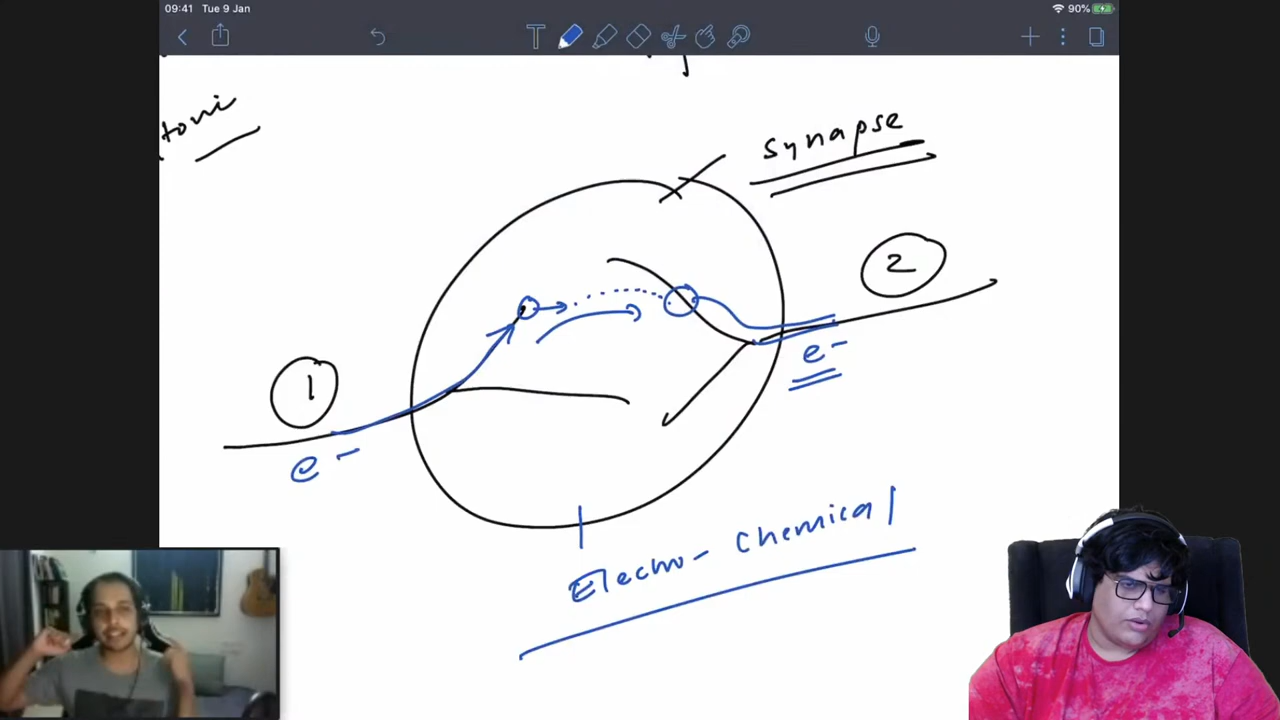 09:41 Tue 9 Jan 90%
T
toni
synapse
2
1
e-
e-
Electro-Chemical